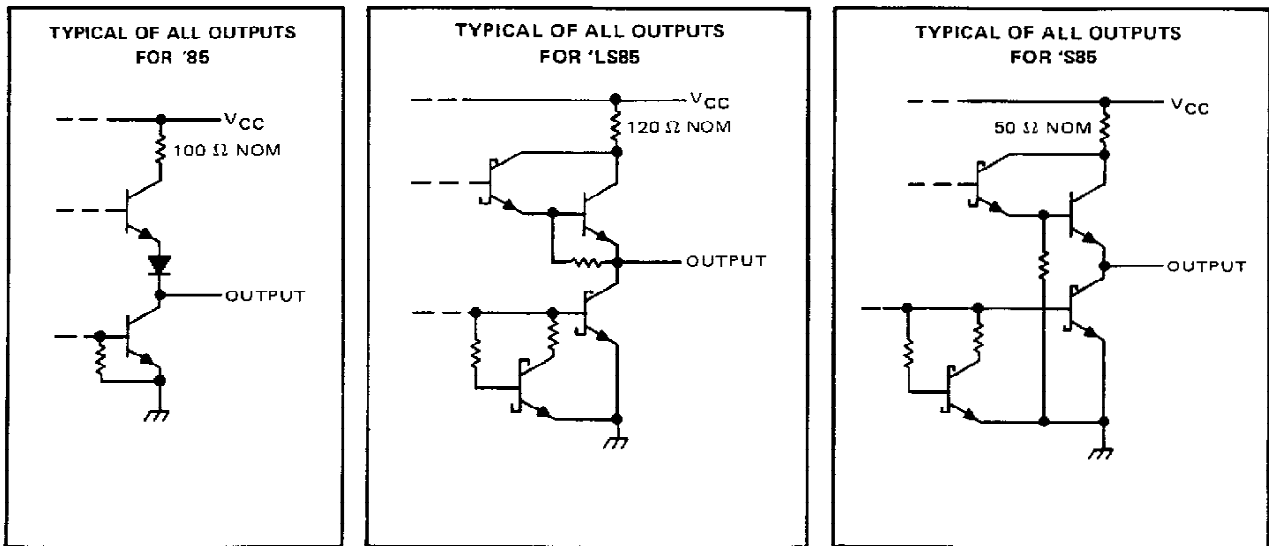 TYPICAL OF ALL OUTPUTS
FOR '85
VCC
100 Ω NOM
OUTPUT
TYPICAL OF ALL OUTPUTS
FOR 'LS85
VCC
120 Ω NOM
OUTPUT
TYPICAL OF ALL OUTPUTS
FOR 'S85
VCC
50 Ω NOM
OUTPUT